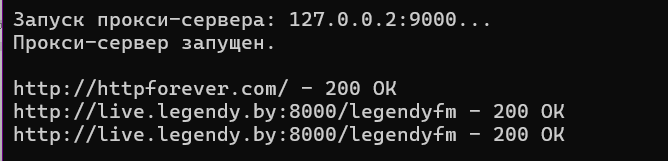 Запуск прокси-сервера: 127.0.0.2:9000...
Прокси-сервер запущен.
http://httpforever.com/ - 200 OK
http://live.legendy.by:8000/legendyfm - 200 OK
http://live.legendy.by:8000/legendyfm - 200 OK